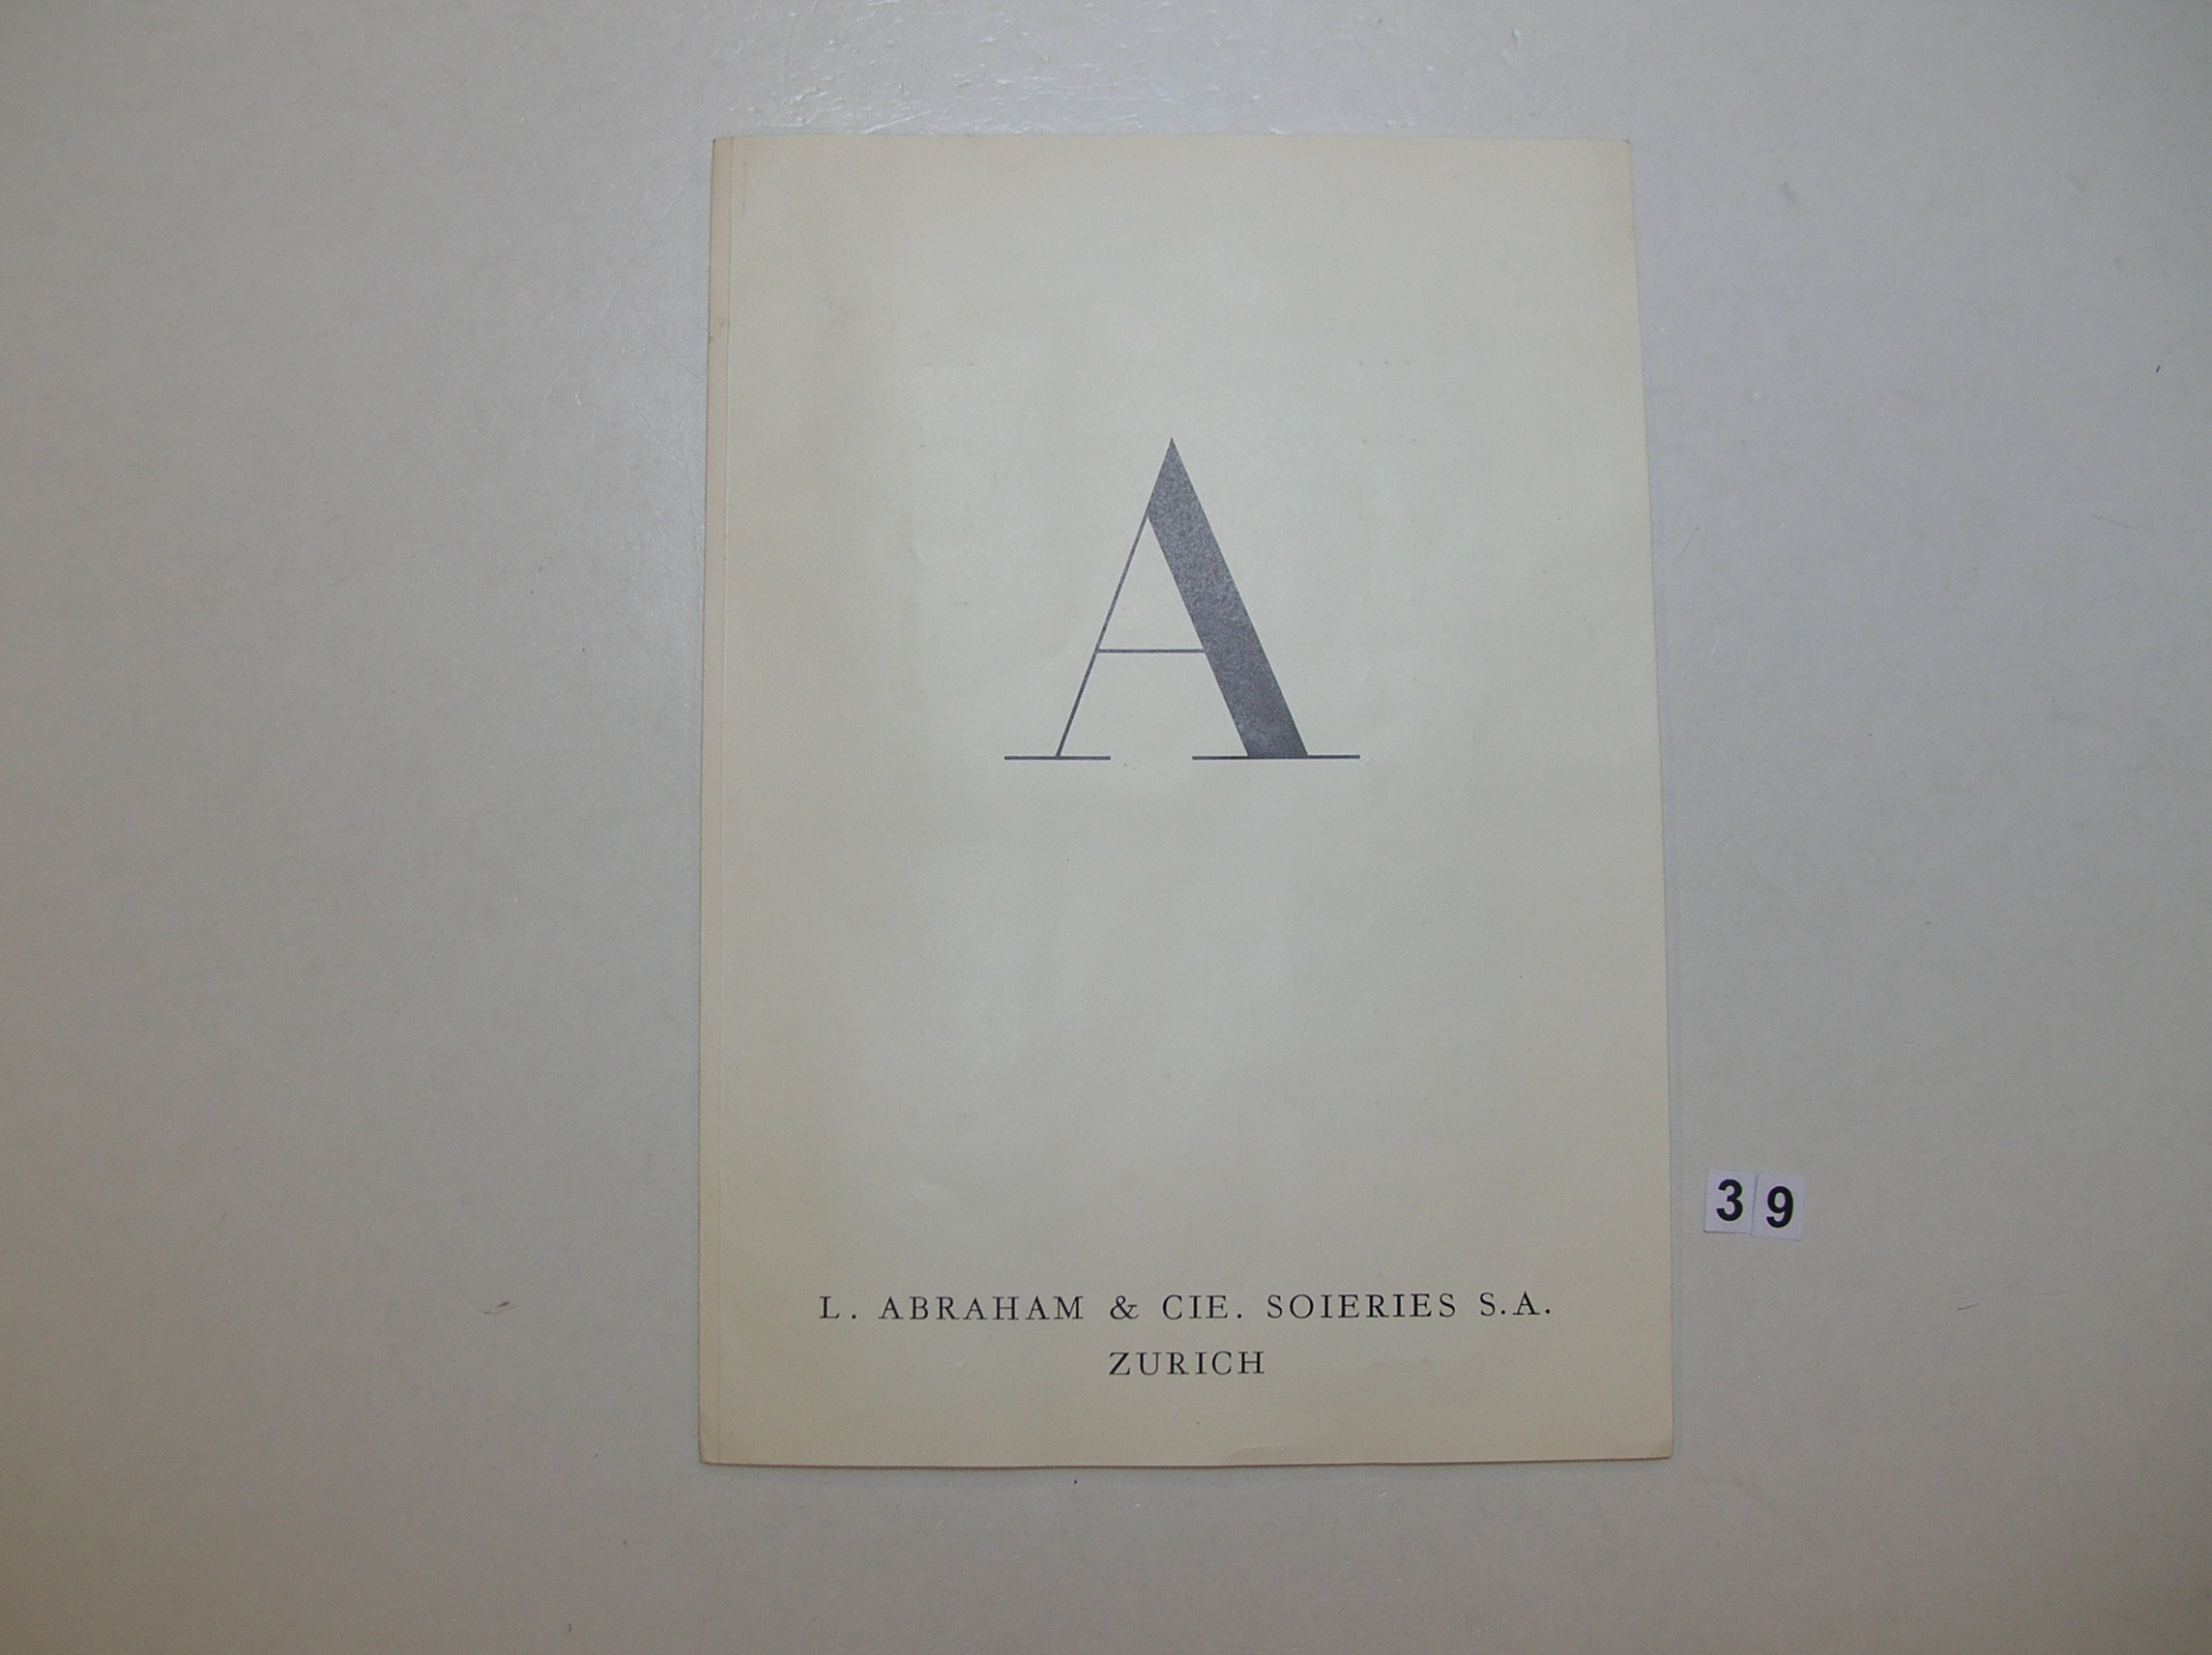 A
L. ABRAHAM & CIE. SOIERIES S.A.
ZURICH
39